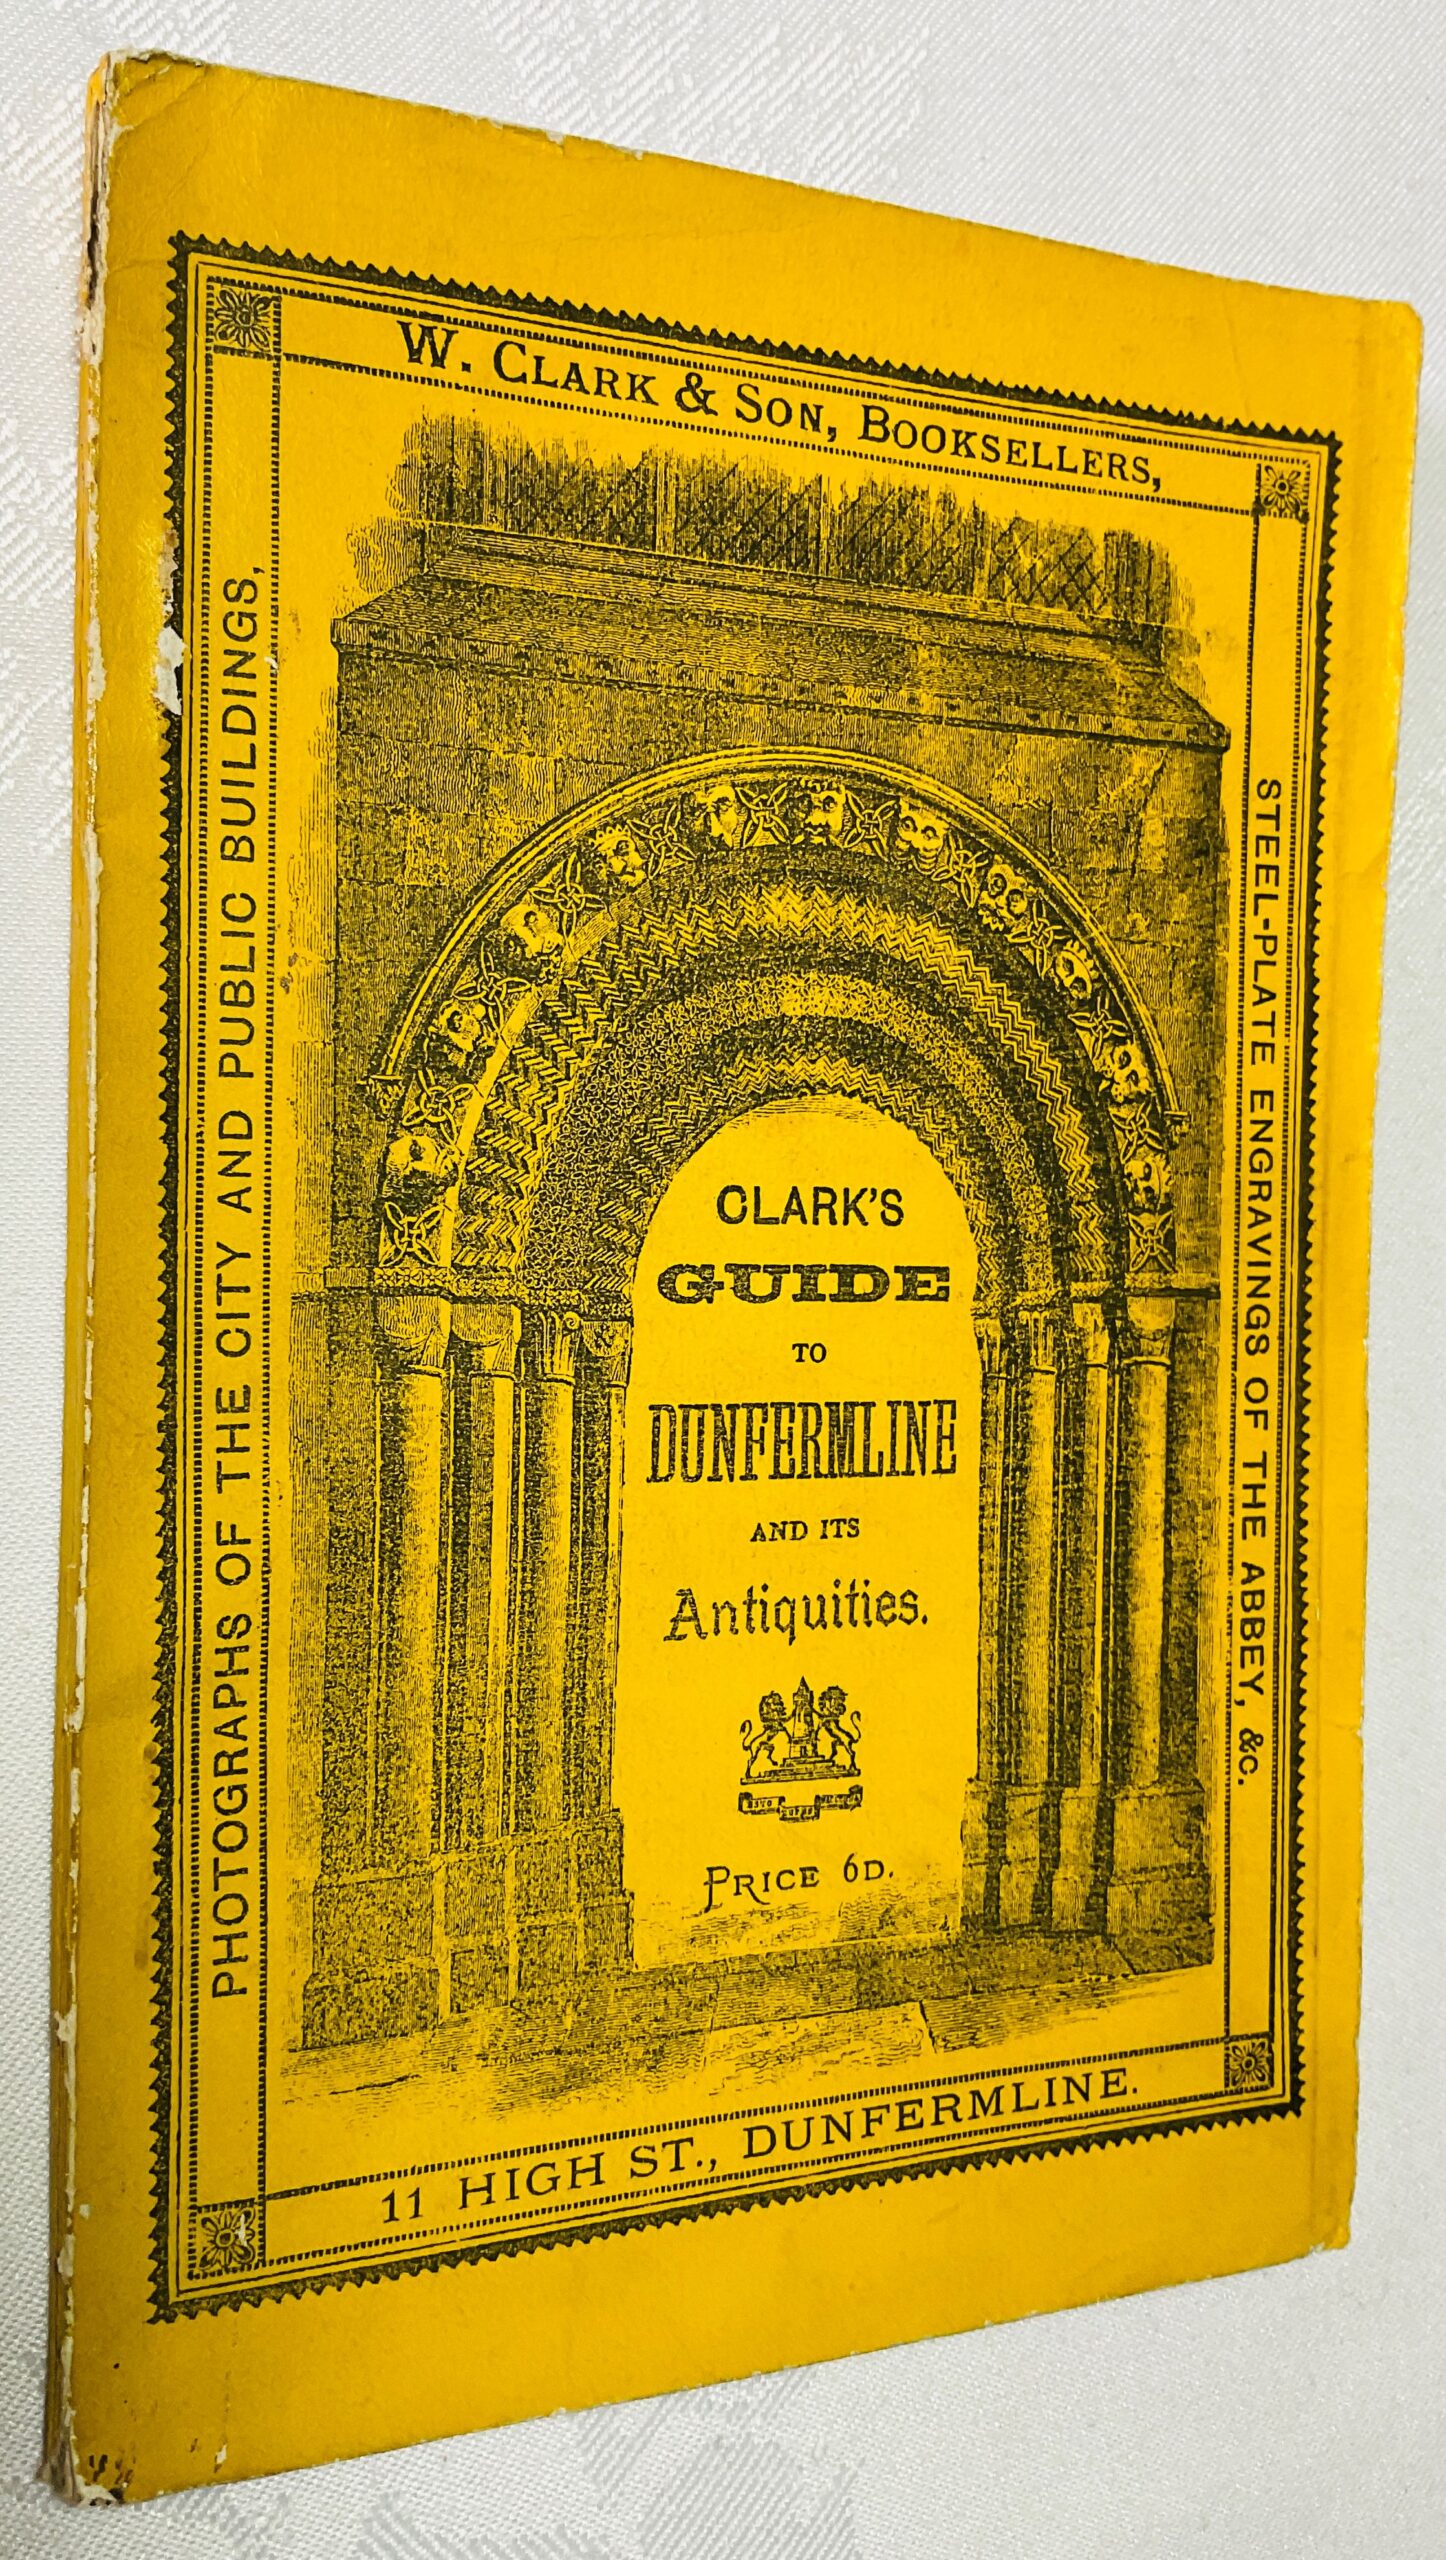 W. CLARK & SON, BOOKSELLERS,
PHOTOGRAPHS OF THE CITY AND PUBLIC BUILDINGS,
STEEL-PLATE ENGRAVINGS OF THE ABBEY, &C.
CLARK'S
GUIDE
TO
DUNFERMLINE
AND ITS
Antiquities.
PRICE 6D.
11 HIGH ST., DUNFERMLINE.